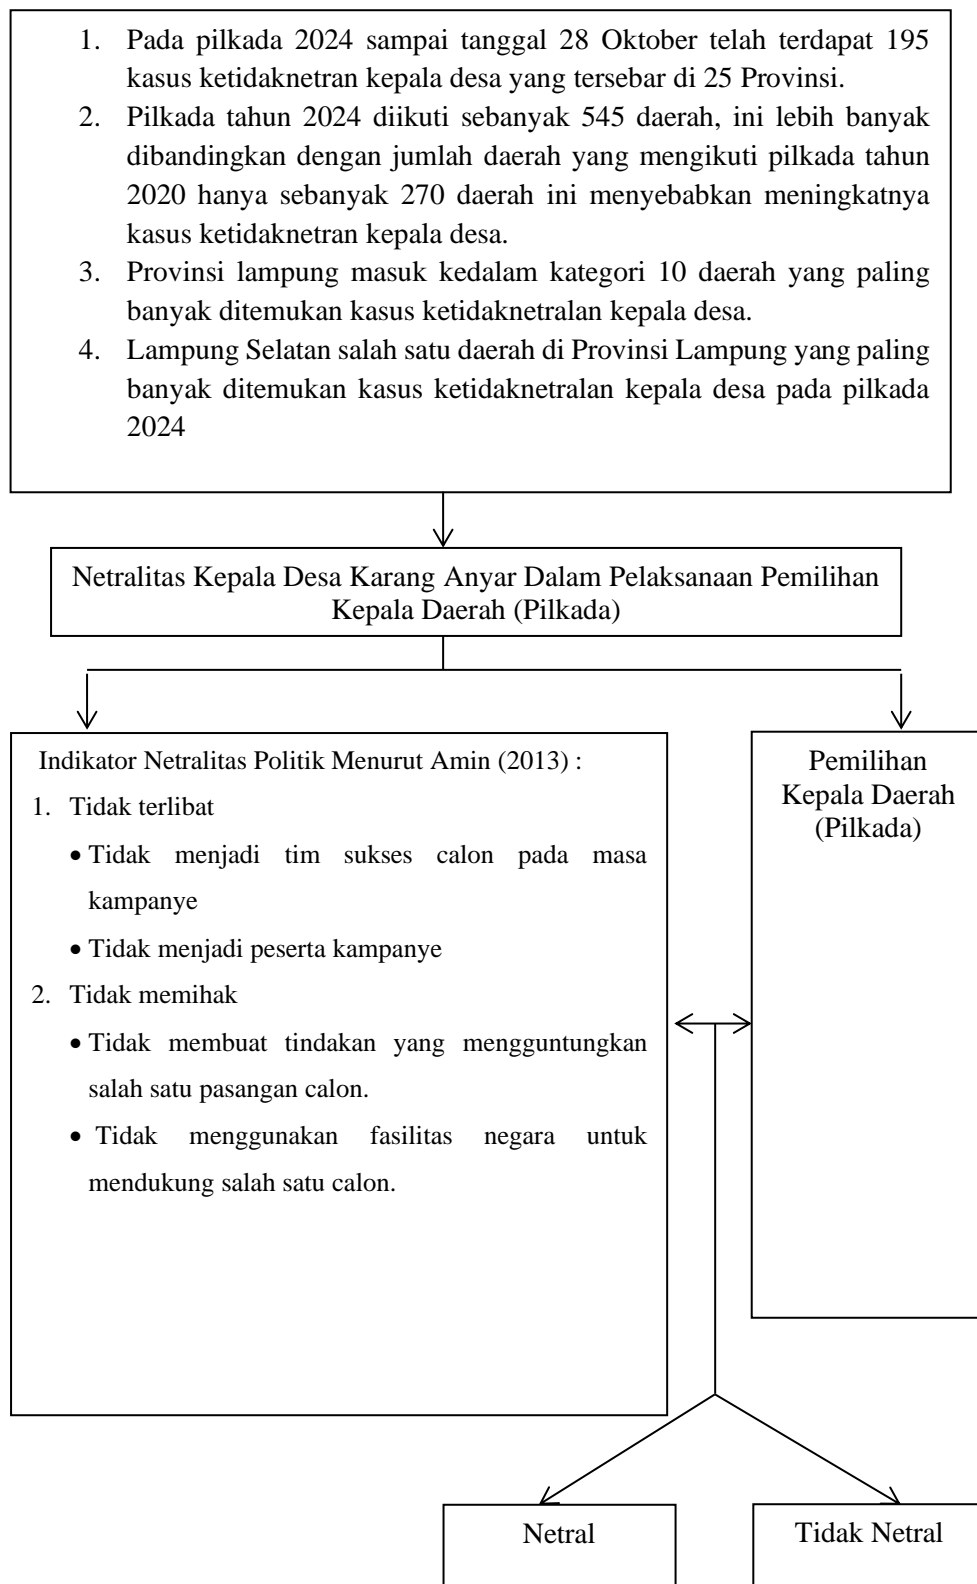 1. Pada pilkada 2024 sampai tanggal 28 Oktober telah terdapat 195
kasus ketidaknetran kepala desa yang tersebar di 25 Provinsi.
2. Pilkada tahun 2024 diikuti sebanyak 545 daerah, ini lebih banyak
dibandingkan dengan jumlah daerah yang mengikuti pilkada tahun
2020 hanya sebanyak 270 daerah ini menyebabkan meningkatnya
kasus ketidaknetran kepala desa.
3. Provinsi lampung masuk kedalam kategori 10 daerah yang paling
banyak ditemukan kasus ketidaknetralan kepala desa.
4. Lampung Selatan salah satu daerah di Provinsi Lampung yang paling
banyak ditemukan kasus ketidaknetralan kepala desa pada pilkada
2024
Netralitas Kepala Desa Karang Anyar Dalam Pelaksanaan Pemilihan
Kepala Daerah (Pilkada)
Indikator Netralitas Politik Menurut Amin (2013) :
1. Tidak terlibat
• Tidak menjadi tim sukses calon pada masa
kampanye
• Tidak menjadi peserta kampanye
2. Tidak memihak
• Tidak membuat tindakan yang mengguntungkan
salah satu pasangan calon.
• Tidak menggunakan fasilitas negara untuk
mendukung salah satu calon.
Pemilihan
Kepala Daerah
(Pilkada)
Netral
Tidak Netral